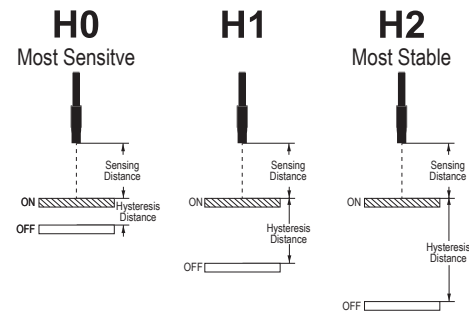 H0
Most Sensitve
Sensing
Distance
ON
Hysteresis
Distance
OFF
H1
Sensing
Distance
ON
Hysteresis
Distance
OFF
H2
Most Stable
Sensing
Distance
ON
Hysteresis
Distance
OFF